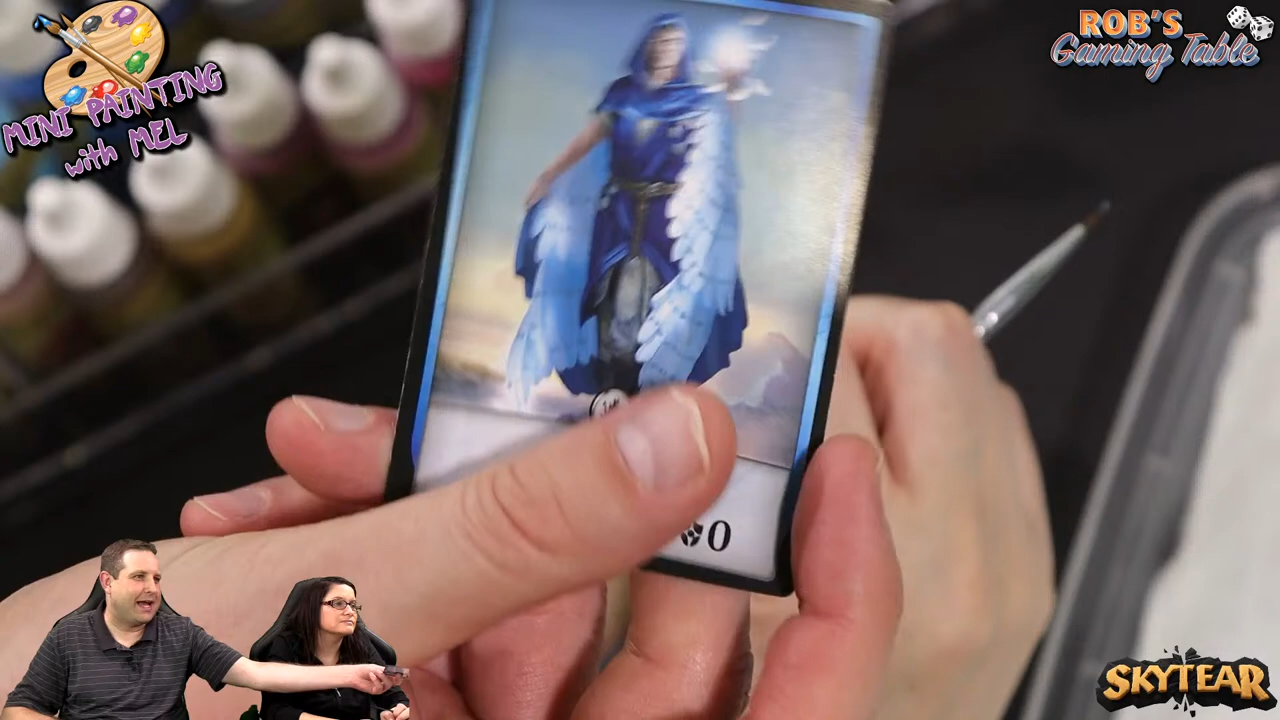 MINI PAINTING
with MEL
ROB'S
Gaming Table
0
SKYTEAR